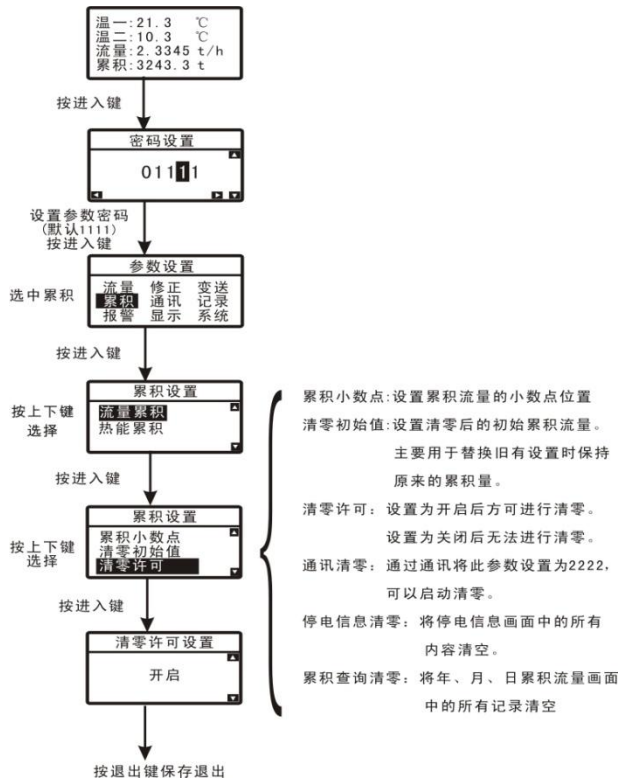 温一:21.3 ℃
温二:10.3 ℃
流量:2.3345 t/h
累积:3243.3 t
按进入键
密码设置
01111
设置参数密码
(默认1111)
按进入键
参数设置
流量 修正 变送
累积 通讯 记录
报警 显示 系统
选中累积
按进入键
累积设置
流量累积
热能累积
按上下键
选择
按进入键
累积设置
累积小数点
清零初始值
清零许可
按上下键
选择
按进入键
清零许可设置
开启
按退出键保存退出
累积小数点:设置累积流量的小数点位置
清零初始值:设置清零后的初始累积流量。
主要用于替换旧有设置时保持
原来的累积量。
清零许可：设置为开启后方可进行清零。
设置为关闭后无法进行清零。
通讯清零：通过通讯将此参数设置为2222,
可以启动清零。
停电信息清零：将停电信息画面中的所有
内容清空。
累积查询清零：将年、月、日累积流量画面
中的所有记录清空